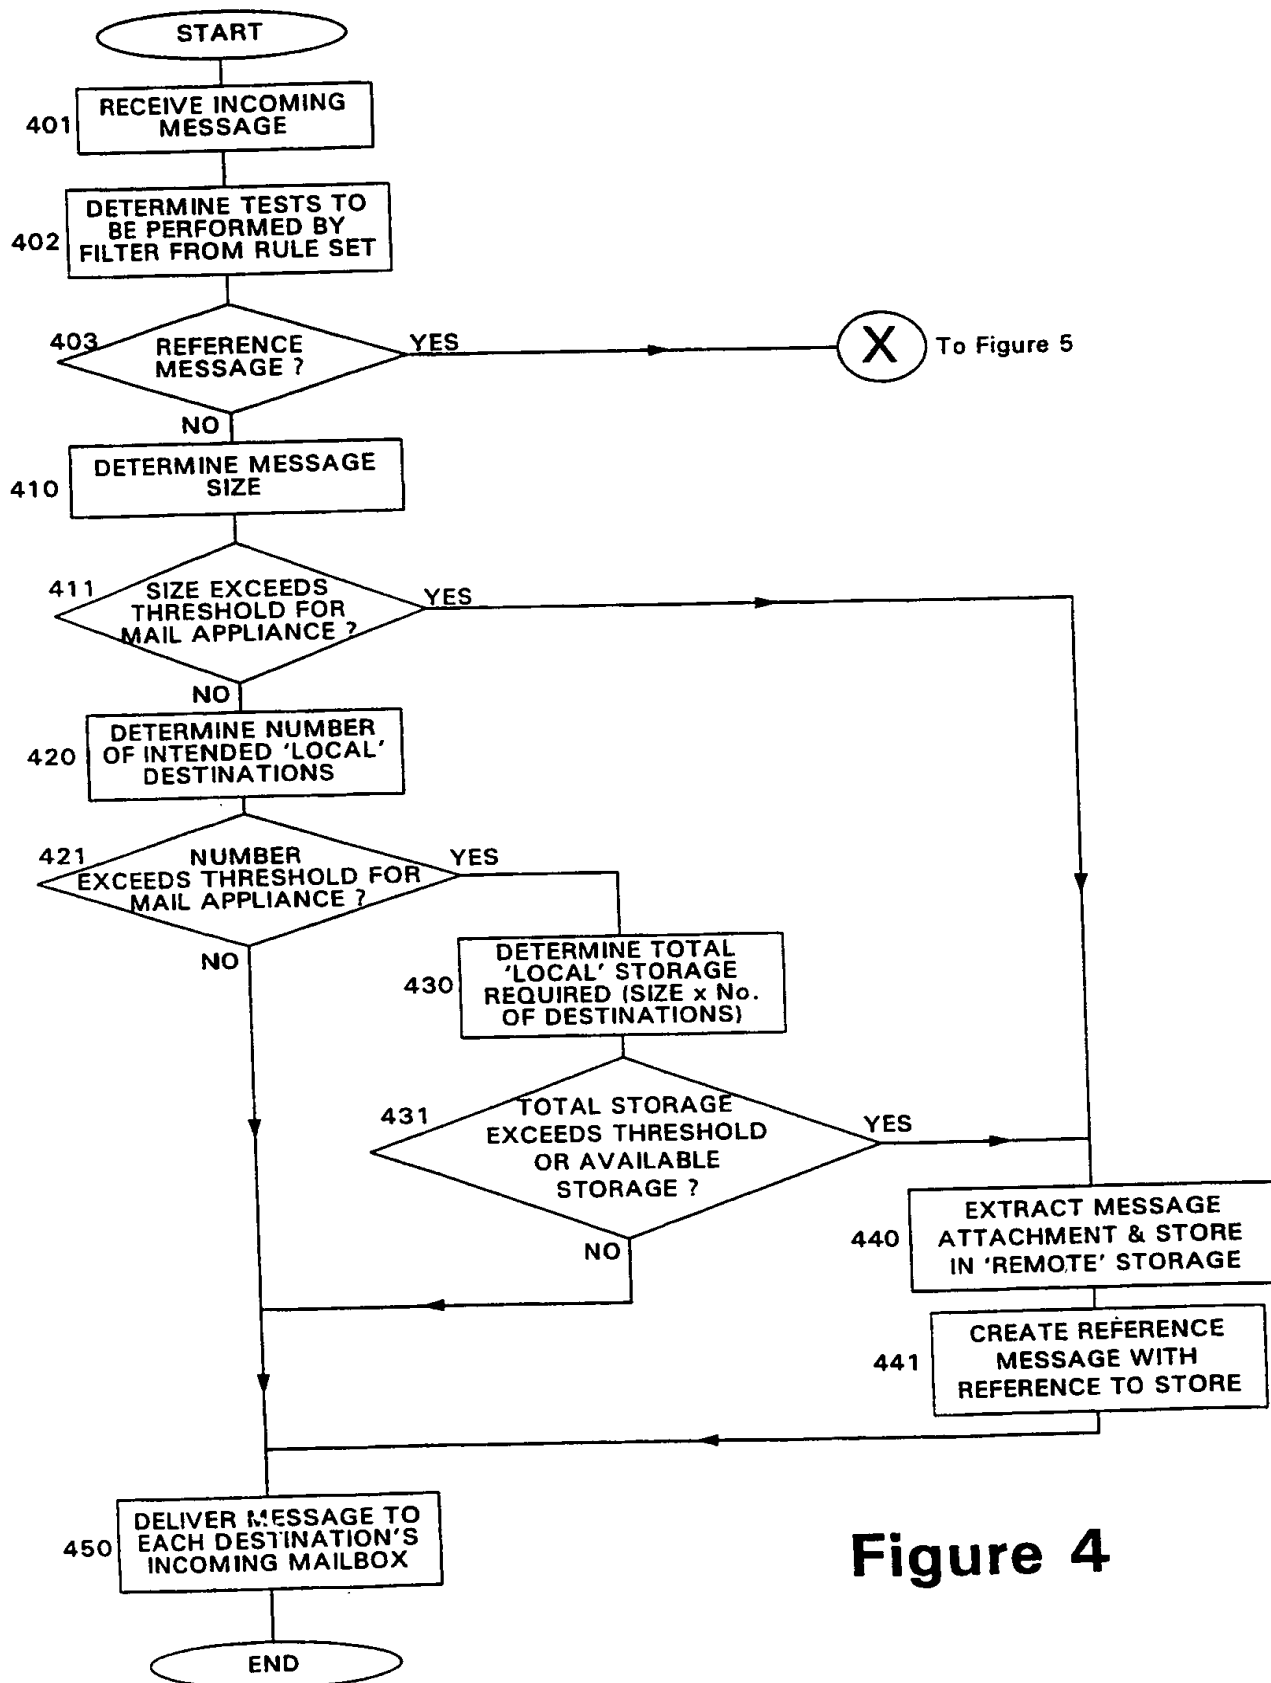 START
RECEIVE INCOMING
MESSAGE
401
DETERMINE TESTS TO
BE PERFORMED BY
FILTER FROM RULE SET
402
403
REFERENCE
MESSAGE ?
YES
X
To Figure 5
NO
DETERMINE MESSAGE
SIZE
410
411
SIZE EXCEEDS
THRESHOLD FOR
MAIL APPLIANCE ?
YES
NO
DETERMINE NUMBER
OF INTENDED 'LOCAL'
DESTINATIONS
420
421
NUMBER
EXCEEDS THRESHOLD FOR
MAIL APPLIANCE ?
YES
NO
DETERMINE TOTAL
'LOCAL' STORAGE
REQUIRED (SIZE x No.
OF DESTINATIONS)
430
431
TOTAL STORAGE
EXCEEDS THRESHOLD
OR AVAILABLE
STORAGE ?
YES
NO
EXTRACT MESSAGE
ATTACHMENT & STORE
IN 'REMOTE' STORAGE
440
CREATE REFERENCE
MESSAGE WITH
REFERENCE TO STORE
441
DELIVER MESSAGE TO
EACH DESTINATION'S
INCOMING MAILBOX
450
END
Figure 4